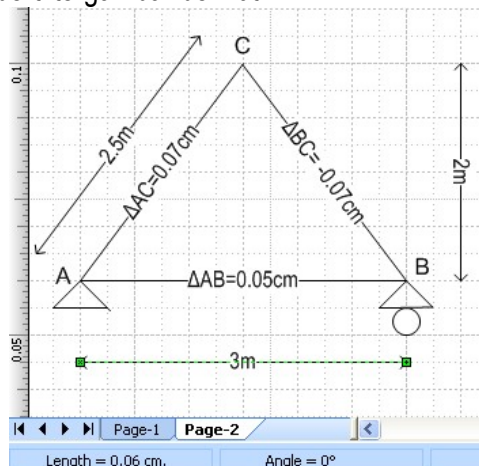 C
0.1
2.5m
ΔAC=0.07cm
ΔBC= -0.07cm
2m
A
B
ΔAB=0.05cm
0.05
3m
Page-1 Page-2
Length = 0.06 cm. Angle = 0°